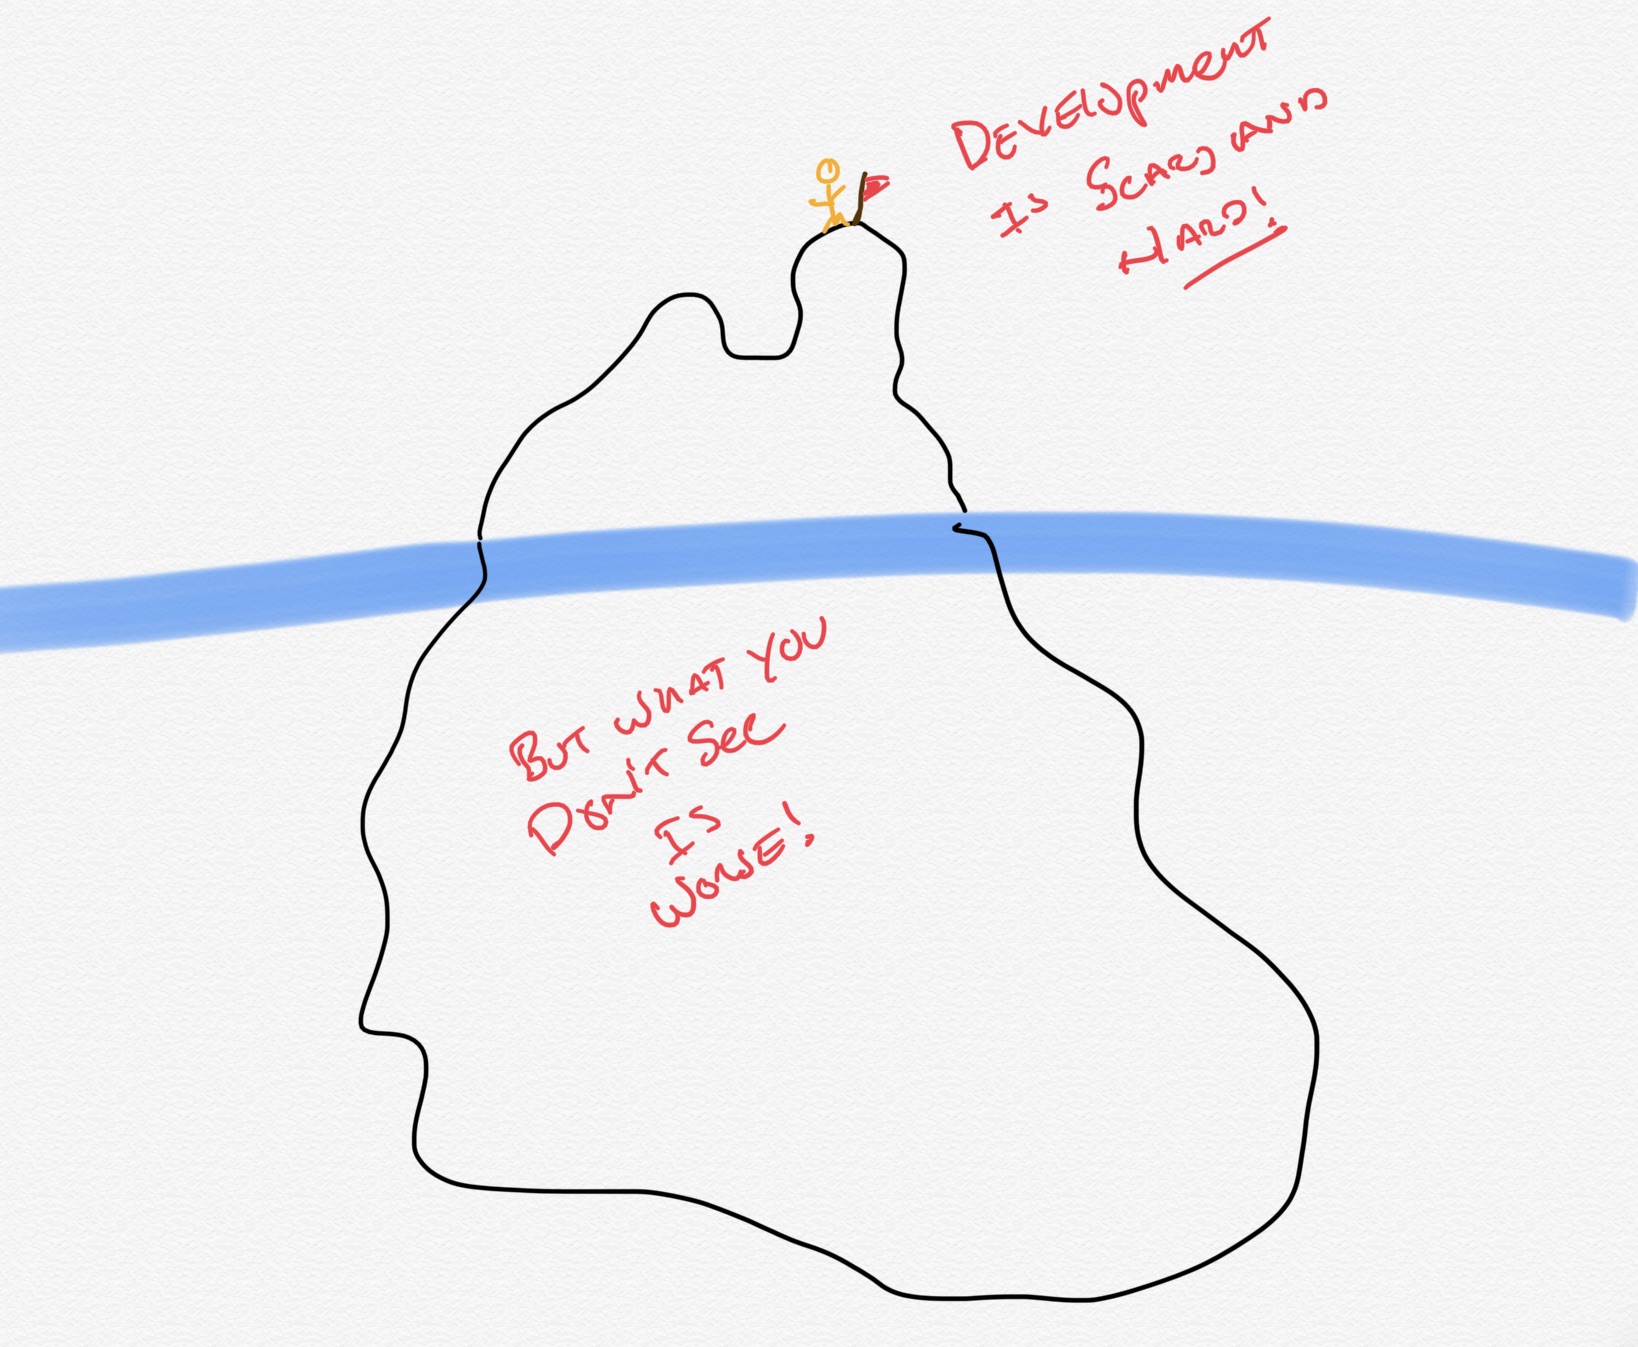 DEVELOpmenT
Is SCARY AND
HARD!
BUT WHAT YOU
DON'T See
IS
WORSE!